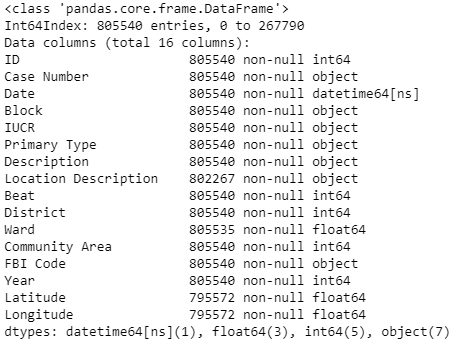 <class 'pandas.core.frame.DataFrame'>
Int64Index: 805540 entries, 0 to 267790
Data columns (total 16 columns):
ID                      805540 non-null int64
Case Number             805540 non-null object
Date                    805540 non-null datetime64[ns]
Block                   805540 non-null object
IUCR                    805540 non-null object
Primary Type            805540 non-null object
Description             805540 non-null object
Location Description    802267 non-null object
Beat                    805540 non-null int64
District                805540 non-null int64
Ward                    805535 non-null float64
Community Area          805540 non-null int64
FBI Code                805540 non-null object
Year                    805540 non-null int64
Latitude                795572 non-null float64
Longitude               795572 non-null float64
dtypes: datetime64[ns](1), float64(3), int64(5), object(7)